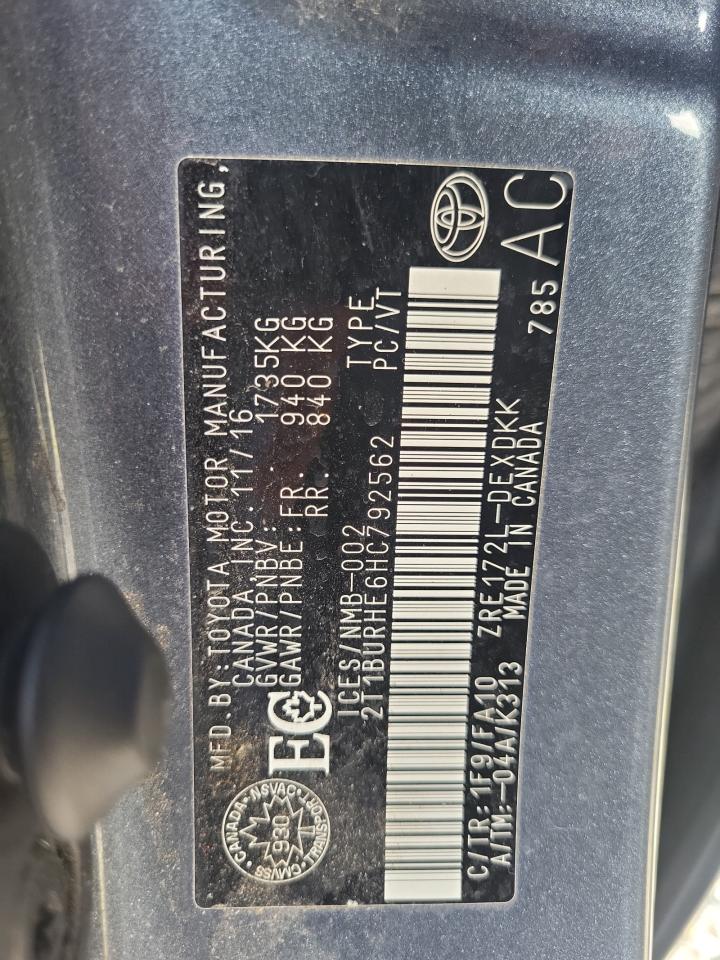 MFD.BY:TOYOTA MOTOR MANUFACTURING,
CANADA INC. 11/16
GVWR/PNBV: 1735KG
GAWR/PNBE:FR. 940 KG
RR. 840 KG
CANADA-NSVAC
930
CMVSS TRANSPORT
EC
ICES/NMB-002 TYPE
2T1BURHE6HC792562 PC/VT
C/TR: 1F9/FA10 ZRE172L-DEXDKK
A/TM:-04A/K313 MADE IN CANADA 785
AC